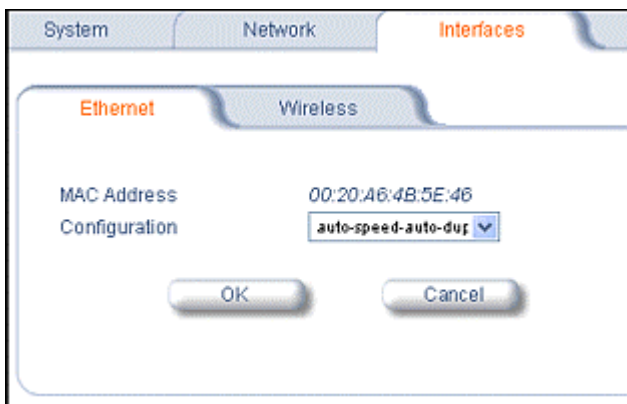 System Network Interfaces
Ethernet Wireless
MAC Address 00:20:A6:4B:5E:46
Configuration auto-speed-auto-dup
OK Cancel